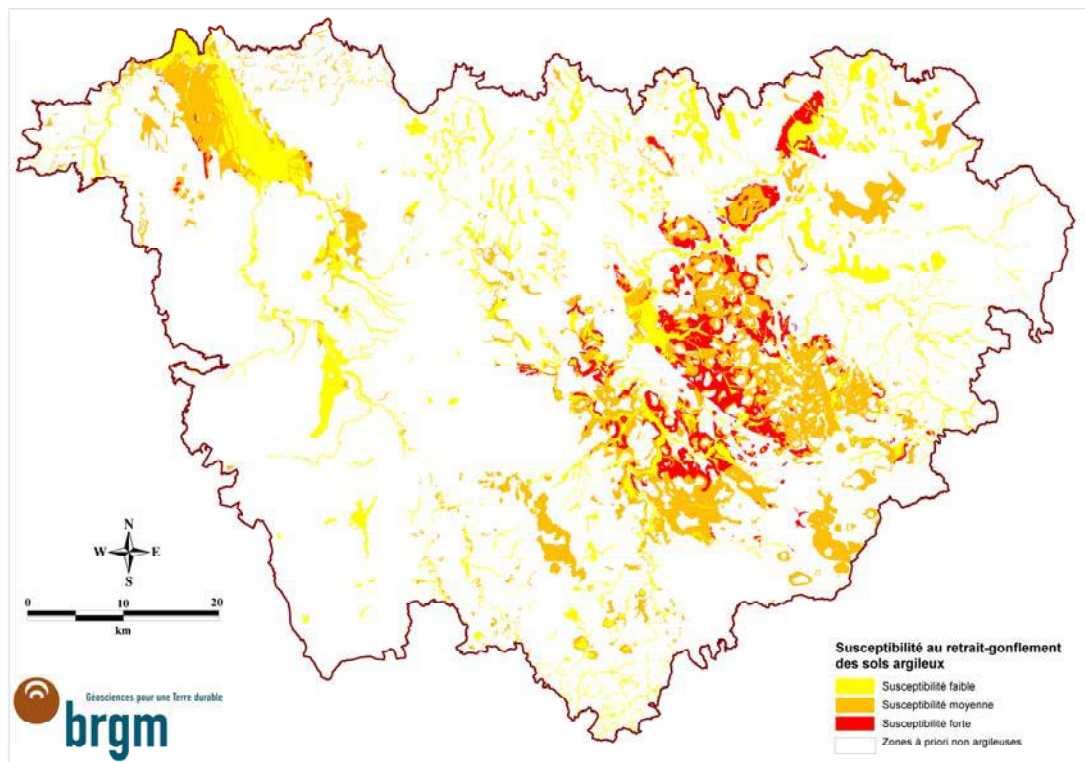 N
W E
S
0 10 20
km
Géosciences pour une Terre durable
brgm
Susceptibilité au retrait-gonflement
des sols argileux
Susceptibilité faible
Susceptibilité moyenne
Susceptibilité forte
Zones à priori non argileuses